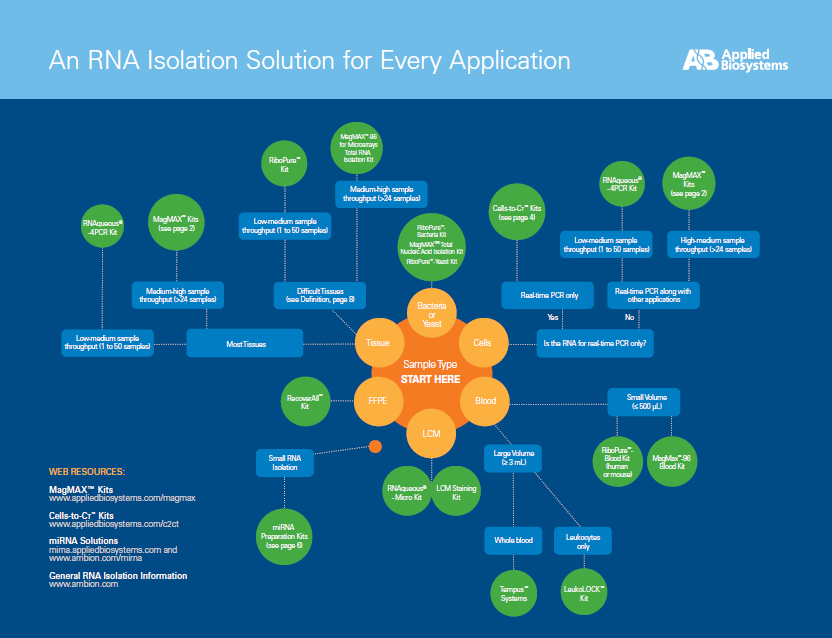 An RNA Isolation Solution for Every Application
AB Applied
Biosystems
MagMAX™-96
for Microarrays
Total RNA
Isolation Kit
RiboPure™
Kit
Medium-high sample
throughput (>24 samples)
Low-medium sample
throughput (1 to 50 samples)
RNAqueous®
-4PCR Kit
MagMAX™ Kits
(see page 2)
Medium-high sample
throughput (>24 samples)
Difficult Tissues
(see Definition, page 8)
Low-medium sample
throughput (1 to 50 samples)
Most Tissues
RiboPure™-
Bacteria Kit
MagMAX™ Total
Nucleic Acid Isolation Kit
RiboPure™-Yeast Kit
Cells-to-CT™ Kits
(see page 4)
RNAqueous®
-4PCR Kit
MagMAX™
Kits
(see page 2)
Low-medium sample
throughput (1 to 50 samples)
High-medium sample
throughput (>24 samples)
Real-time PCR only
Real-time PCR along with
other applications
Yes
No
Is the RNA for real-time PCR only?
Bacteria
or
Yeast
Tissue
Cells
Sample Type
START HERE
FFPE
Blood
LCM
RecoverAll™
Kit
Small RNA
Isolation
miRNA
Preparation Kits
(see page 6)
RNAqueous®
- Micro Kit
LCM Staining
Kit
Small Volume
(≤ 500 µL)
RiboPure™-
Blood Kit
(human
or mouse)
MagMax™-96
Blood Kit
Large Volume
(≥ 3 mL)
Whole blood
Leukocytes
only
Tempus™
Systems
LeukoLOCK™
Kit
WEB RESOURCES:
MagMAX™ Kits
www.appliedbiosystems.com/magmax
Cells-to-CT™ Kits
www.appliedbiosystems.com/c2ct
miRNA Solutions
mirna.appliedbiosystems.com and
www.ambion.com/mirna
General RNA Isolation Information
www.ambion.com